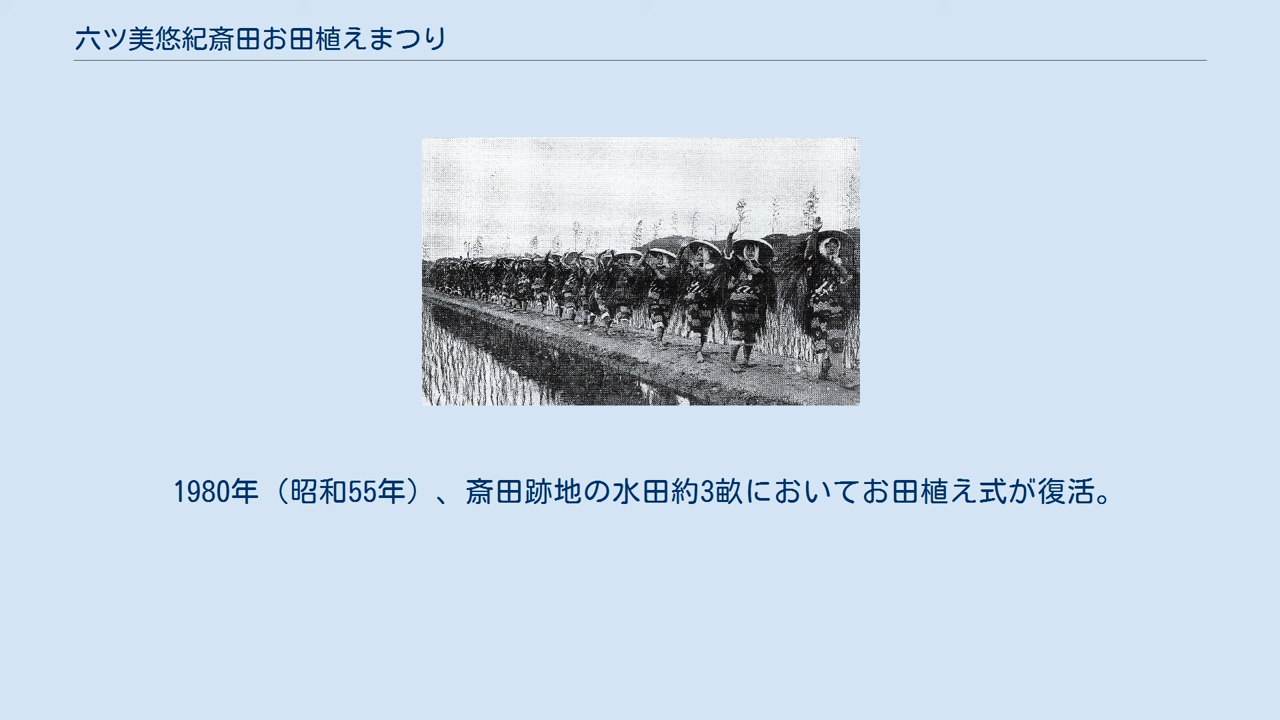 六ツ美悠紀斎田お田植えまつり
1980年（昭和55年）、斎田跡地の水田約3畝においてお田植え式が復活。